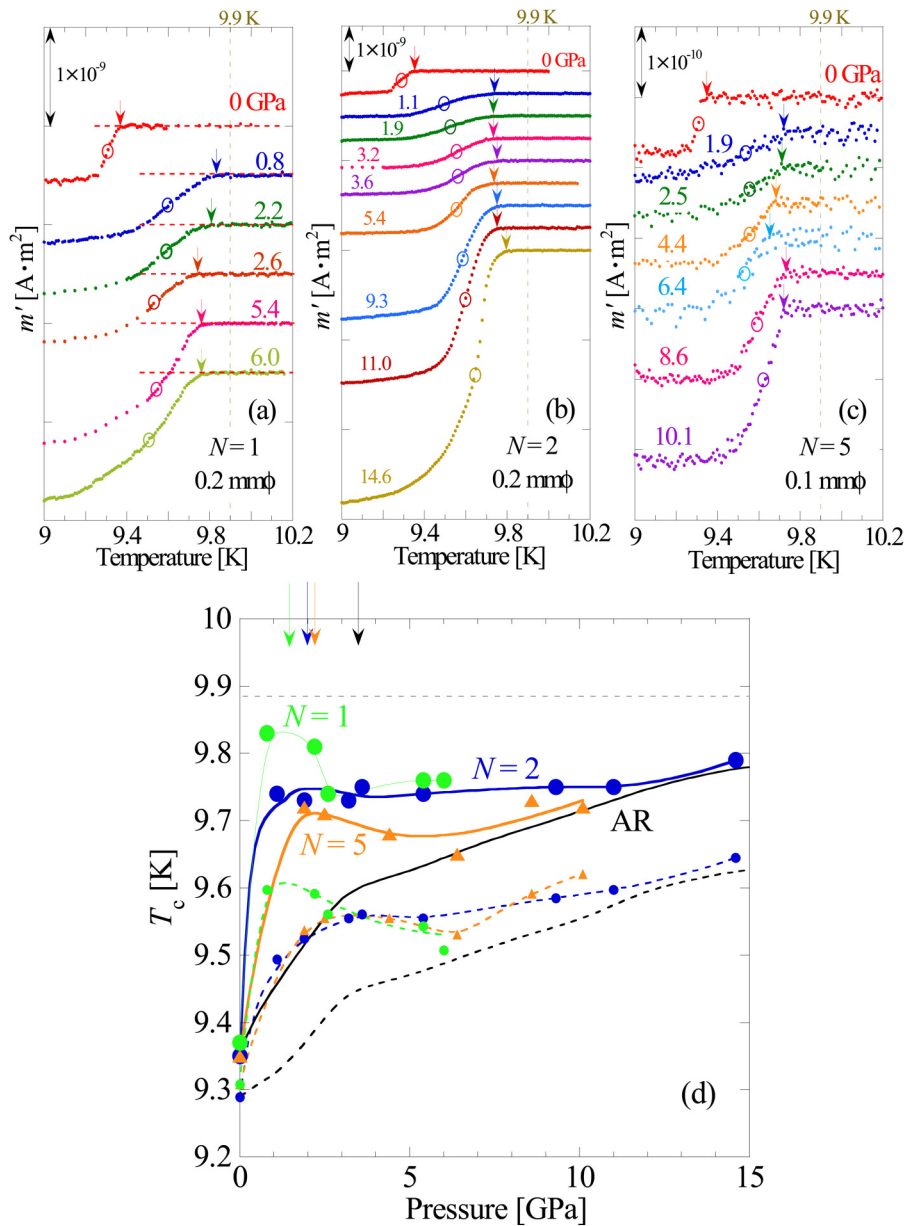 9.9 K
9.9 K
9.9 K
1×10⁻⁹
0 GPa
0.8
2.2
2.6
5.4
6.0
m′ [A•m²]
(a)
N = 1
0.2 mmϕ
9
9.4
9.8
10.2
Temperature [K]
1×10⁻⁹
0 GPa
1.1
1.9
3.2
3.6
5.4
9.3
11.0
14.6
m′ [A•m²]
(b)
N = 2
0.2 mmϕ
9
9.4
9.8
10.2
Temperature [K]
1×10⁻¹⁰
0 GPa
1.9
2.5
4.4
6.4
8.6
10.1
m′ [A•m²]
(c)
N = 5
0.1 mmϕ
9
9.4
9.8
10.2
Temperature [K]
10
9.9
9.8
9.7
9.6
9.5
9.4
9.3
9.2
Tc [K]
N = 1
N = 2
N = 5
AR
(d)
0
5
10
15
Pressure [GPa]